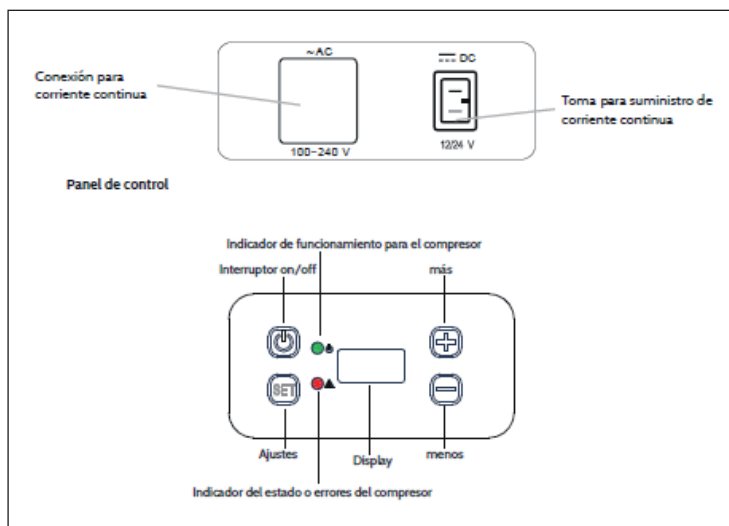 ~AC
DC
Conexión para
corriente continua
Toma para suministro de
corriente continua
100-240 V
12/24 V
Panel de control
Indicador de funcionamiento para el compresor
Interruptor on/off
más
SET
Ajustes
Display
menos
Indicador del estado o errores del compresor